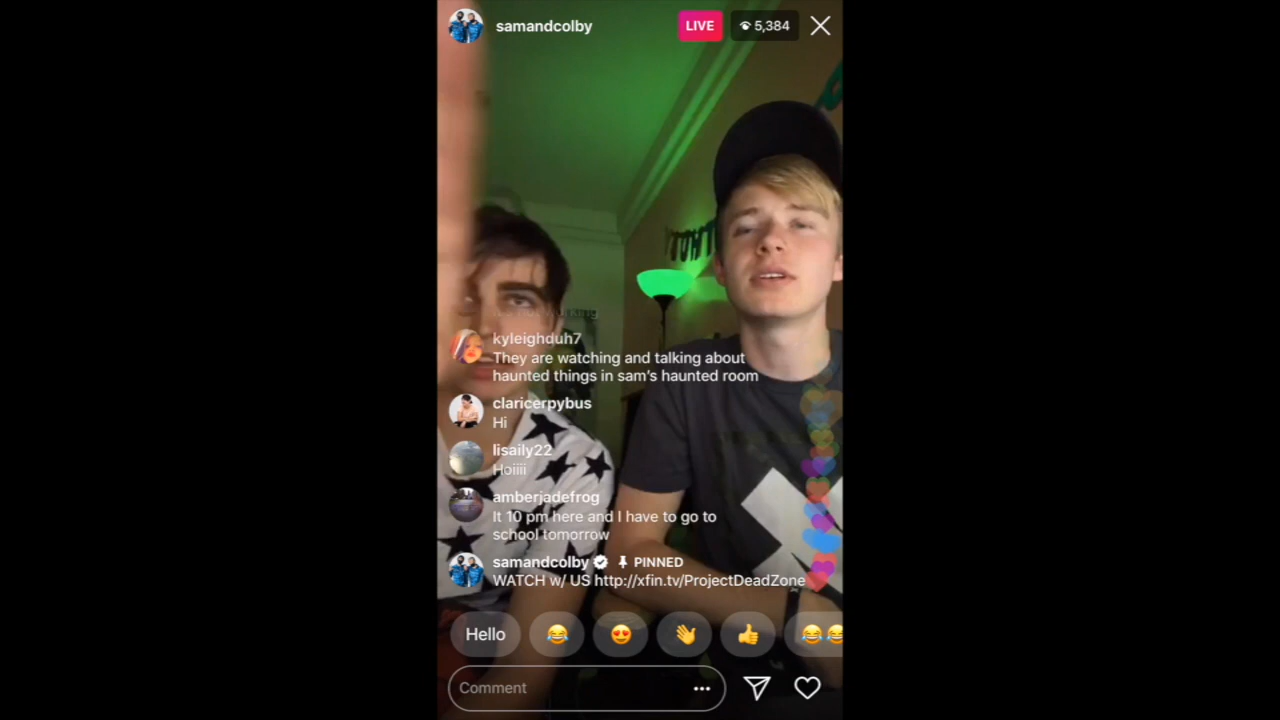 samandcolby
LIVE
5,384
kyleighduh7
They are watching and talking about
haunted things in sam's haunted room
claricerpybus
Hi
lisaily22
Hoiiii
amberjadefrog
It 10 pm here and I have to go to
school tomorrow
samandcolby PINNED
WATCH w/ US http://xfin.tv/ProjectDeadZone
Hello
Comment